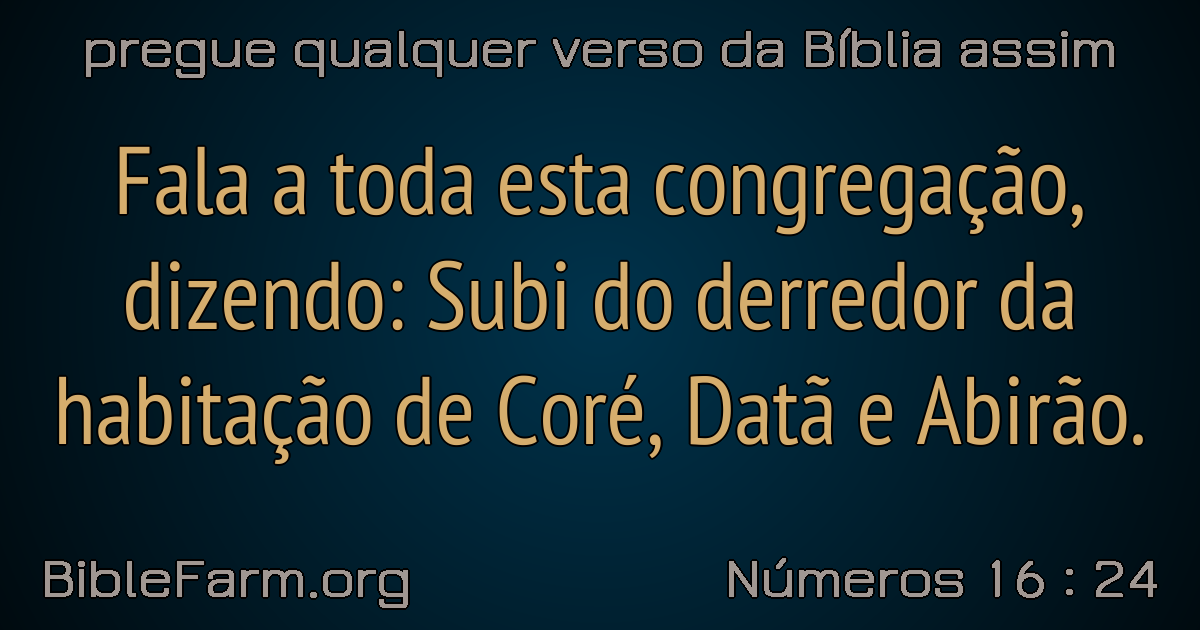 pregue qualquer verso da Bíblia assim
Fala a toda esta congregação,
dizendo: Subi do derredor da
habitação de Coré, Datã e Abirão.
BibleFarm.org
Números 16 : 24